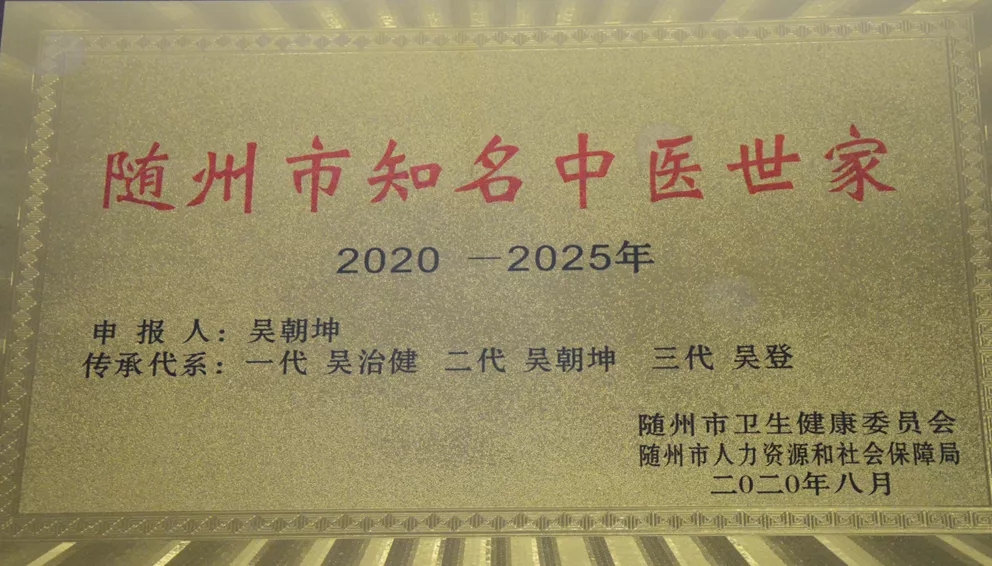 随州市知名中医世家
2020 —2025年
申 报 人：吴朝坤
传承代系：一代 吴治健 二代 吴朝坤 三代 吴登
随州市卫生健康委员会
随州市人力资源和社会保障局
二〇二〇年八月